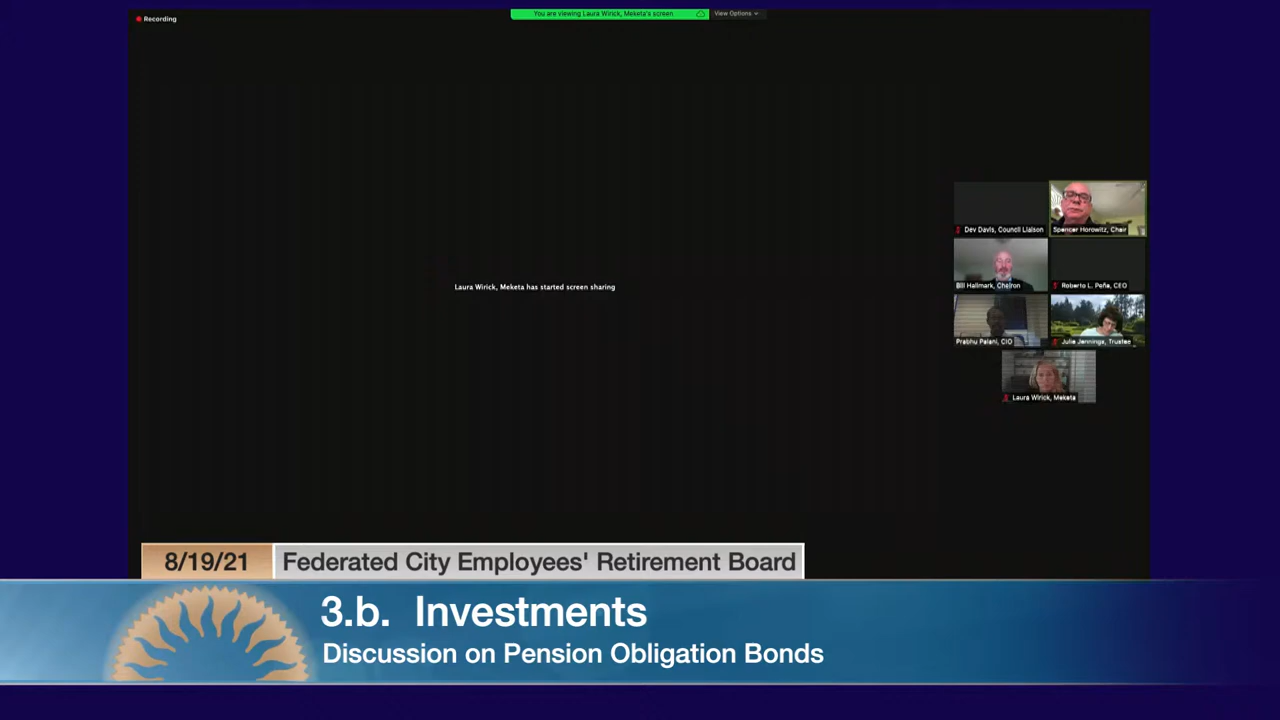 Recording
You are viewing Laura Wirick, Meketa's screen
View Options
Laura Wirick, Meketa has started screen sharing
Dev Davis, Council Liaison
Spencer Horowitz, Chair
Bill Hallmark, Cheiron
Roberto L. Peña, CEO
Prabhu Palani, CIO
Julie Jennings, Trustee
Laura Wirick, Meketa
8/19/21
Federated City Employees' Retirement Board
3.b. Investments
Discussion on Pension Obligation Bonds